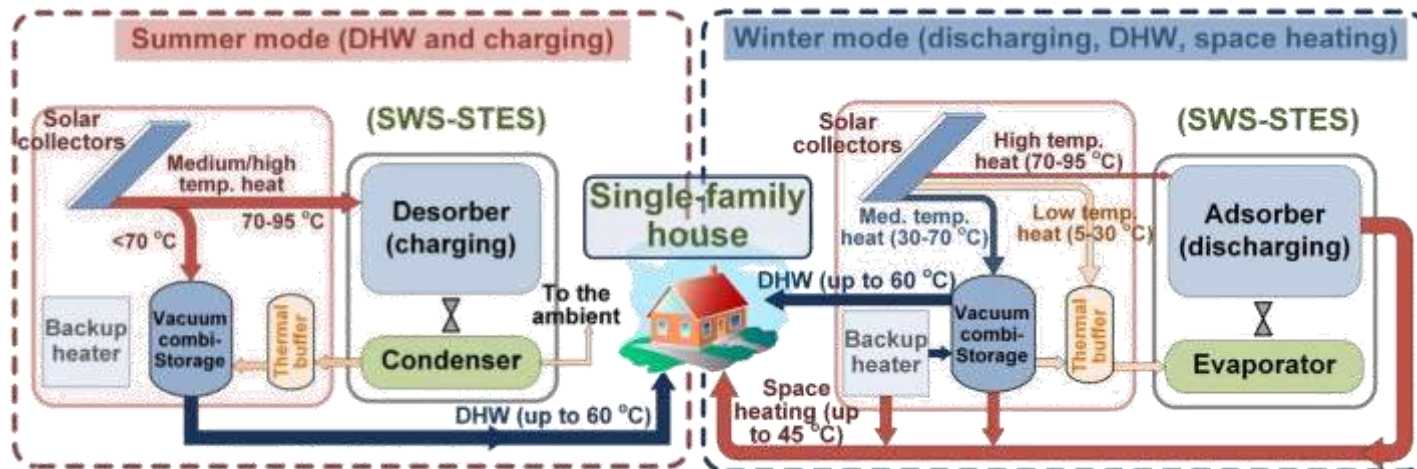 Summer mode (DHW and charging)
Solar
collectors
(SWS-STES)
Medium/high
temp. heat
70-95 °C
<70 °C
Desorber
(charging)
Backup
heater
Vacuum
combi-
Storage
Thermal
buffer
Condenser
To the
ambient
DHW (up to 60 °C)
Single-family
house
Winter mode (discharging, DHW, space heating)
Solar
collectors
(SWS-STES)
High temp.
heat (70-95 °C)
Med. temp.
heat (30-70 °C)
Low temp.
heat (5-30 °C)
Adsorber
(discharging)
DHW (up to 60 °C)
Backup
heater
Vacuum
combi-
Storage
Thermal
buffer
Evaporator
Space
heating (up
to 45 °C)